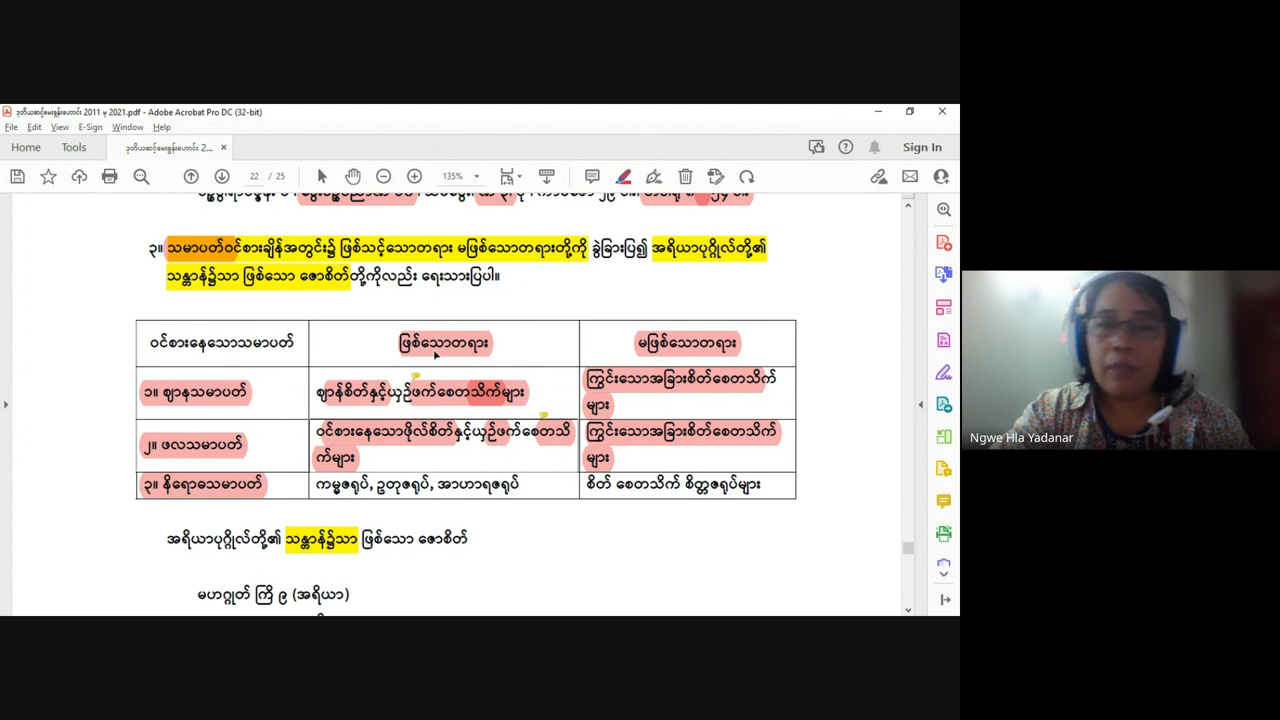 ဒုတိယဆင့်မေးခွန်းဟောင်း 2011 မှ 2021.pdf - Adobe Acrobat Pro DC (32-bit)
File Edit View E-Sign Window Help
Home Tools ဒုတိယဆင့်မေးခွန်းဟောင်း 2... × Sign In
22 / 25 135%
၃။ သမာပတ်ဝင်စားချိန်အတွင်း၌ ဖြစ်သင့်သောတရား မဖြစ်သောတရားတို့ကို ခွဲခြားပြ၍ အရိယာပုဂ္ဂိုလ်တို့၏
သန္တာန်၌သာ ဖြစ်သော ဇောစိတ်တို့ကိုလည်း ရေးသားပြပါ။
ဝင်စားနေသောသမာပတ် ဖြစ်သောတရား မဖြစ်သောတရား
၁။ ဈာနသမာပတ် ဈာန်စိတ်နှင့်ယှဉ်ဖက်စေတသိက်များ ကြွင်းသောအခြားစိတ်စေတသိက်
များ
၂။ ဖလသမာပတ် ဝင်စားနေသောဖိုလ်စိတ်နှင့်ယှဉ်ဖက်စေတသိ ကြွင်းသောအခြားစိတ်စေတသိက်
က်များ များ
၃။ နိရောဓသမာပတ် ကမ္မဇရုပ်, ဥတုဇရုပ်, အာဟာရဇရုပ် စိတ် စေတသိက် စိတ္တဇရုပ်များ
အရိယာပုဂ္ဂိုလ်တို့၏ သန္တာန်၌သာ ဖြစ်သော ဇောစိတ်
မဟဂ္ဂုတ် ကြိ ၉ (အရိယာ)
Ngwe Hla Yadanar